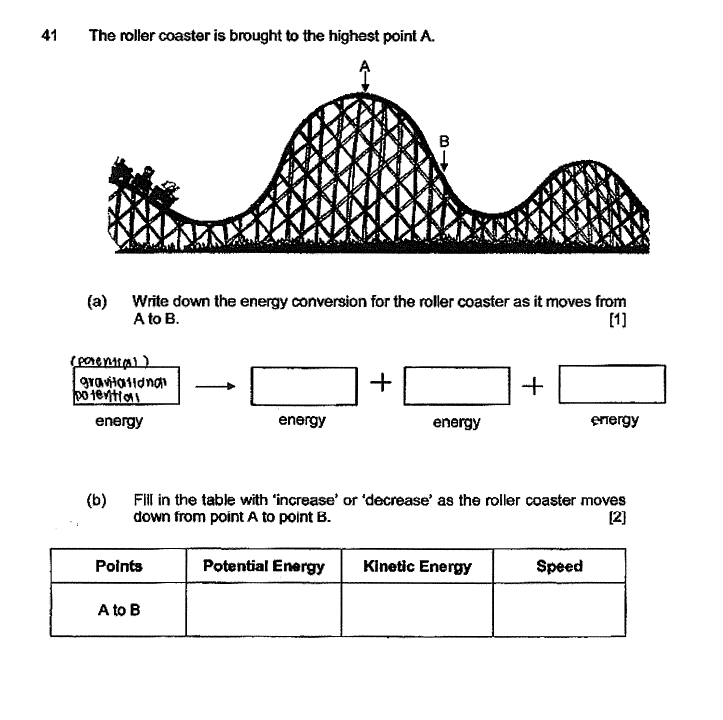 41 The roller coaster is brought to the highest point A.
A
B
(a) Write down the energy conversion for the roller coaster as it moves from
A to B. [1]
(potential)
gravitational
potential
+ +
energy energy energy energy
(b) Fill in the table with 'increase' or 'decrease' as the roller coaster moves
down from point A to point B. [2]
Points Potential Energy Kinetic Energy Speed
A to B